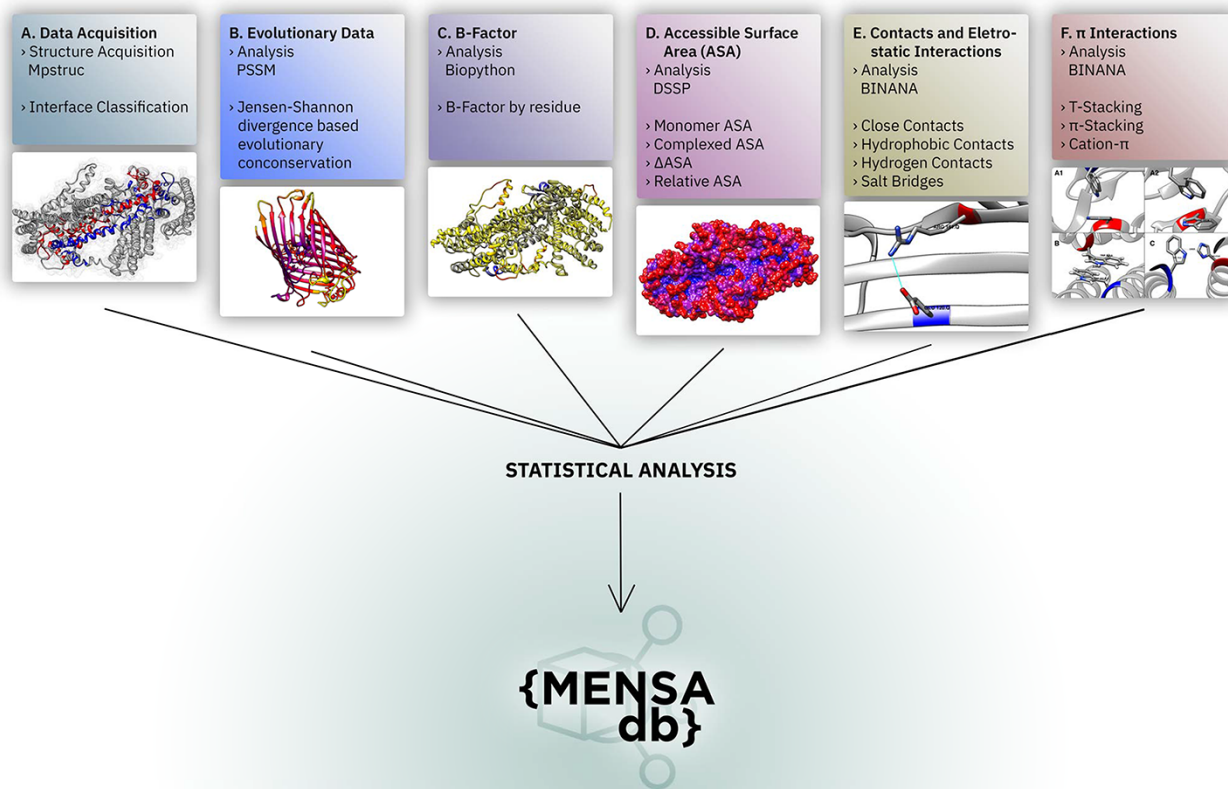 A. Data Acquisition
› Structure Acquisition
Mpstruc
› Interface Classification
B. Evolutionary Data
› Analysis
PSSM
› Jensen-Shannon
divergence based
evolutionary
conconservation
C. B-Factor
› Analysis
Biopython
› B-Factor by residue
D. Accessible Surface
Area (ASA)
› Analysis
DSSP
› Monomer ASA
› Complexed ASA
› ΔASA
› Relative ASA
E. Contacts and Eletro-
static Interactions
› Analysis
BINANA
› Close Contacts
› Hydrophobic Contacts
› Hydrogen Contacts
› Salt Bridges
F. π Interactions
› Analysis
BINANA
› T-Stacking
› π-Stacking
› Cation-π
A1
A2
B
C
STATISTICAL ANALYSIS
{MENSA
db}